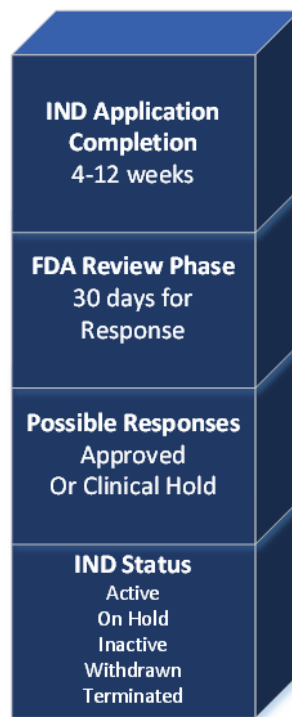 IND Application
Completion
4-12 weeks
FDA Review Phase
30 days for
Response
Possible Responses
Approved
Or Clinical Hold
IND Status
Active
On Hold
Inactive
Withdrawn
Terminated